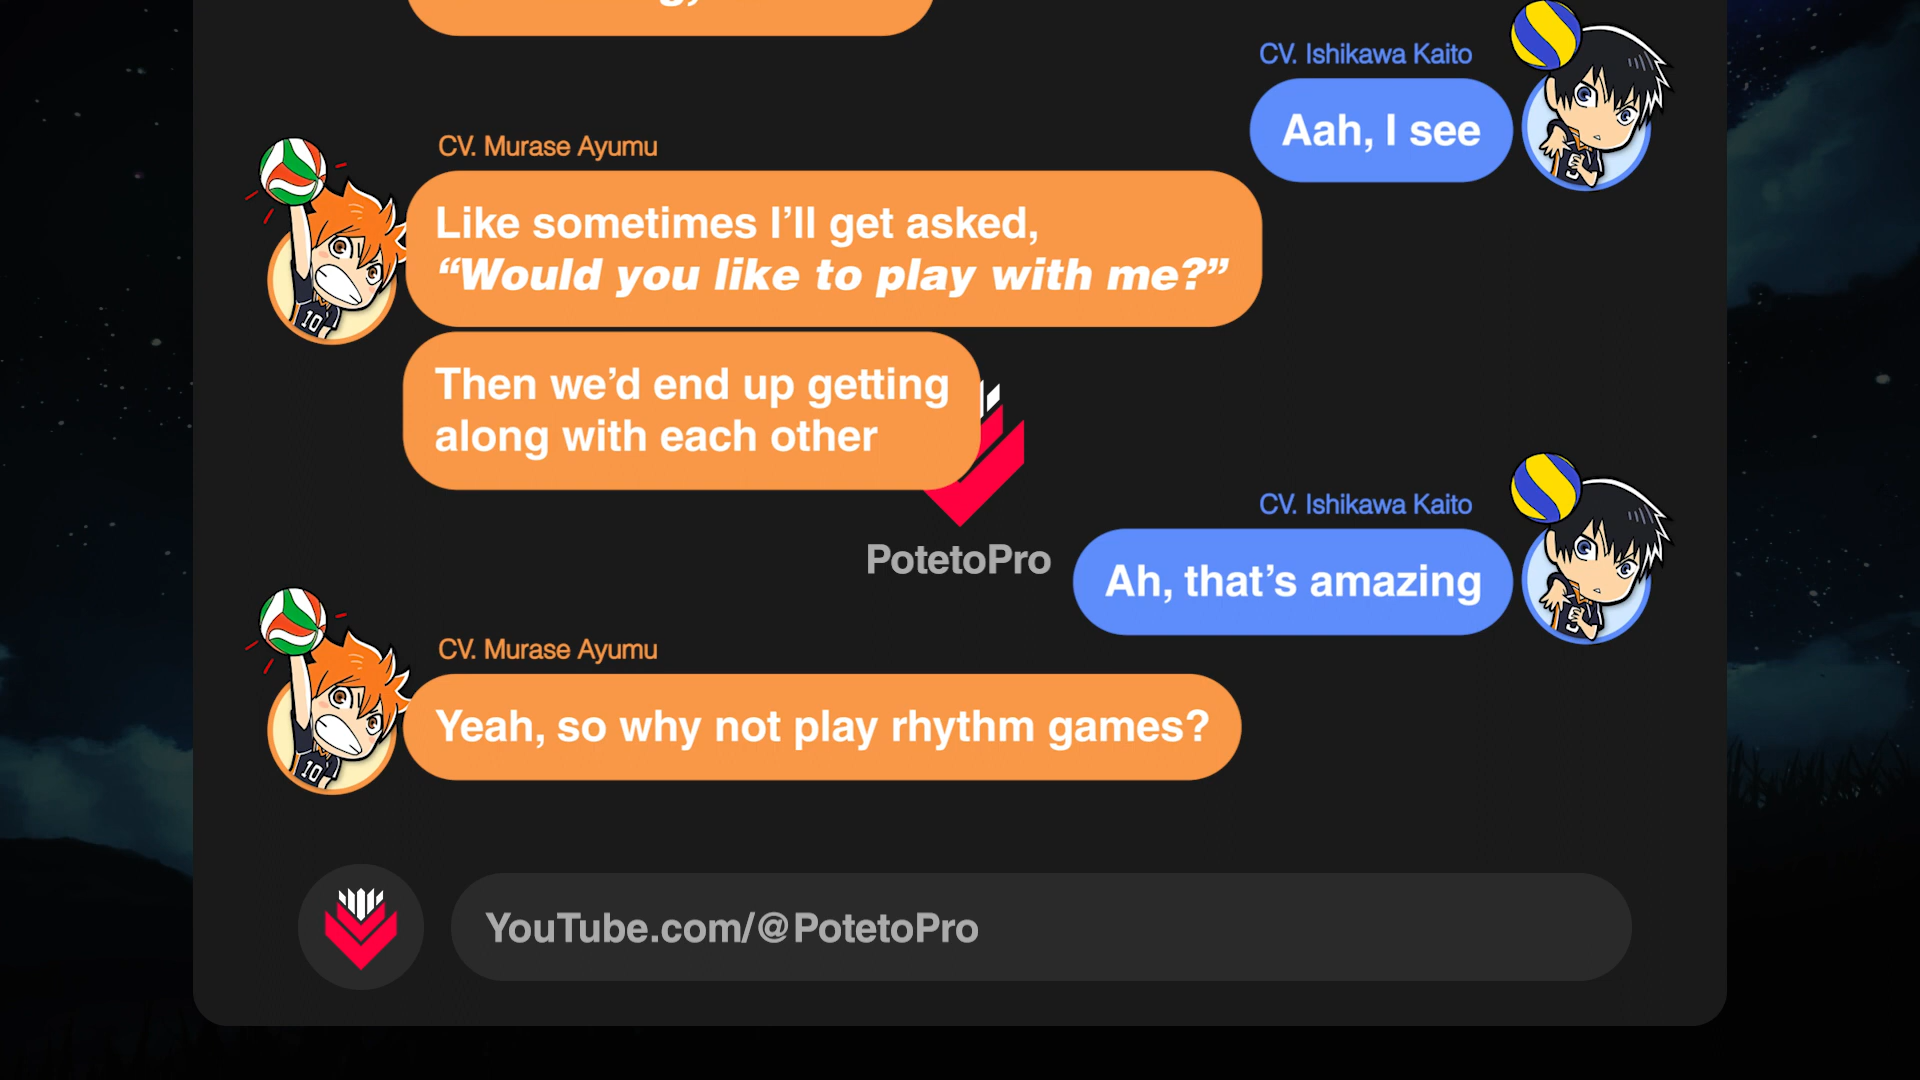 CV. Ishikawa Kaito
Aah, I see
CV. Murase Ayumu
Like sometimes I’ll get asked,
“Would you like to play with me?”
Then we’d end up getting
along with each other
CV. Ishikawa Kaito
PotetoPro
Ah, that’s amazing
CV. Murase Ayumu
Yeah, so why not play rhythm games?
10
10
YouTube.com/@PotetoPro